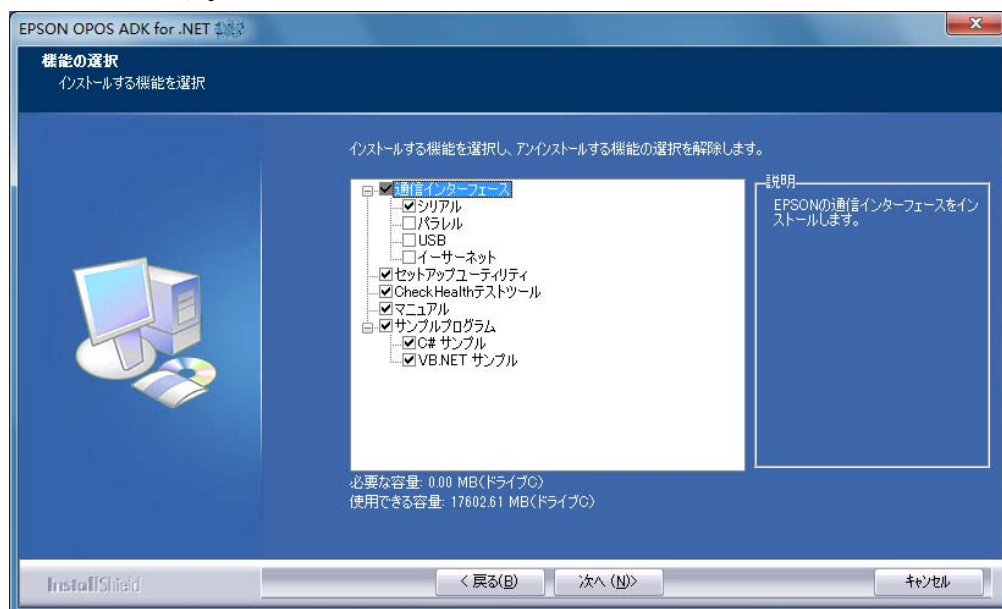 EPSON OPOS ADK for .NET
機能の選択
インストールする機能を選択
インストールする機能を選択し、アンインストールする機能の選択を解除します。
通信インターフェース
シリアル
パラレル
USB
イーサーネット
セットアップユーティリティ
CheckHealthテストツール
マニュアル
サンプルプログラム
C# サンプル
VB.NET サンプル
説明
EPSONの通信インターフェースをイン
ストールします。
必要な容量: 0.00 MB(ドライブC)
使用できる容量: 17602.61 MB(ドライブC)
InstallShield
< 戻る(B)
次へ (N)>
キャンセル